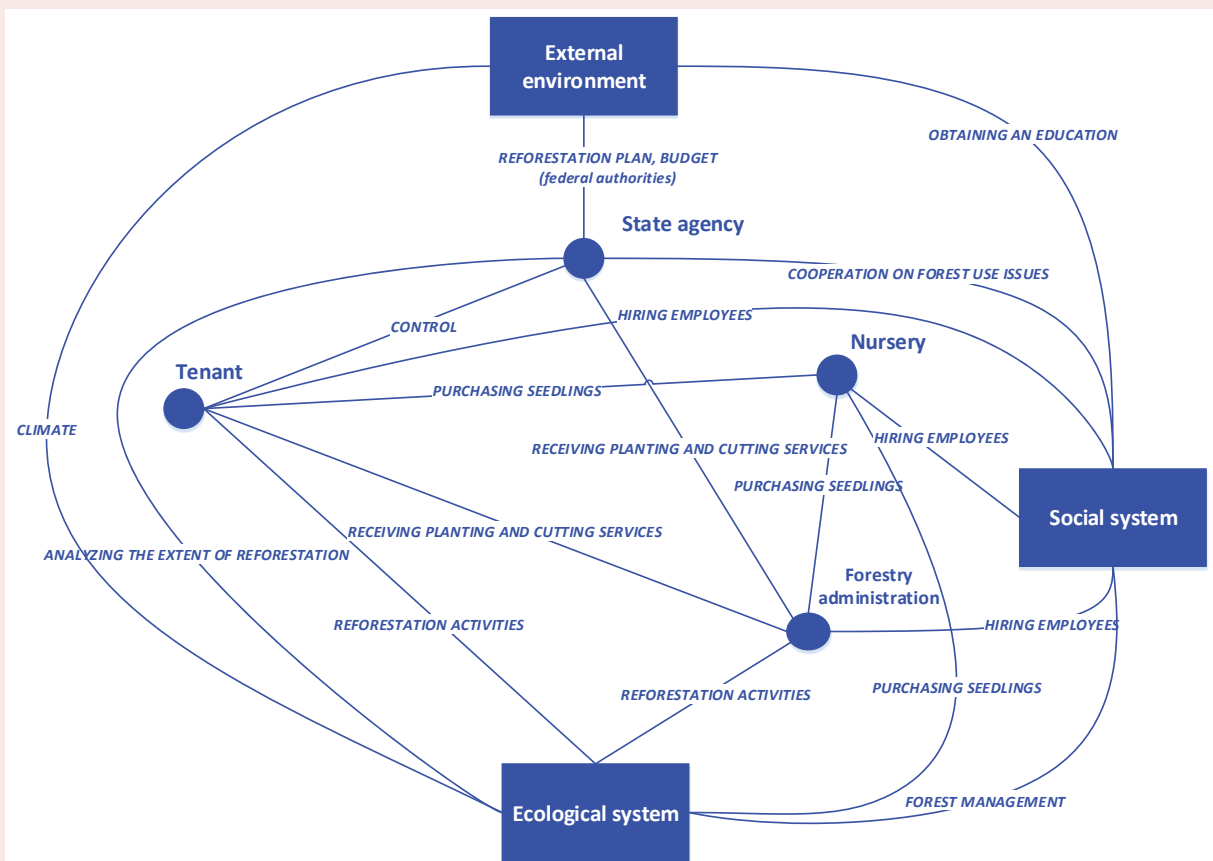 External
environment
OBTAINING AN EDUCATION
REFORESTATION PLAN, BUDGET
(federal authorities)
State agency
COOPERATION ON FOREST USE ISSUES
HIRING EMPLOYEES
CONTROL
Nursery
Tenant
PURCHASING SEEDLINGS
CLIMATE
HIRING EMPLOYEES
RECEIVING PLANTING AND CUTTING SERVICES
PURCHASING SEEDLINGS
Social system
RECEIVING PLANTING AND CUTTING SERVICES
ANALYZING THE EXTENT OF REFORESTATION
Forestry
administration
REFORESTATION ACTIVITIES
HIRING EMPLOYEES
REFORESTATION ACTIVITIES
PURCHASING SEEDLINGS
FOREST MANAGEMENT
Ecological system